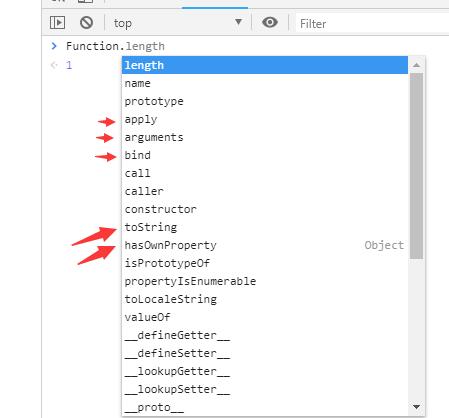 top
Filter
Function.length
1
length
name
prototype
apply
arguments
bind
call
caller
constructor
toString
hasOwnProperty Object
isPrototypeOf
propertyIsEnumerable
toLocaleString
valueOf
__defineGetter__
__defineSetter__
__lookupGetter__
__lookupSetter__
__proto__